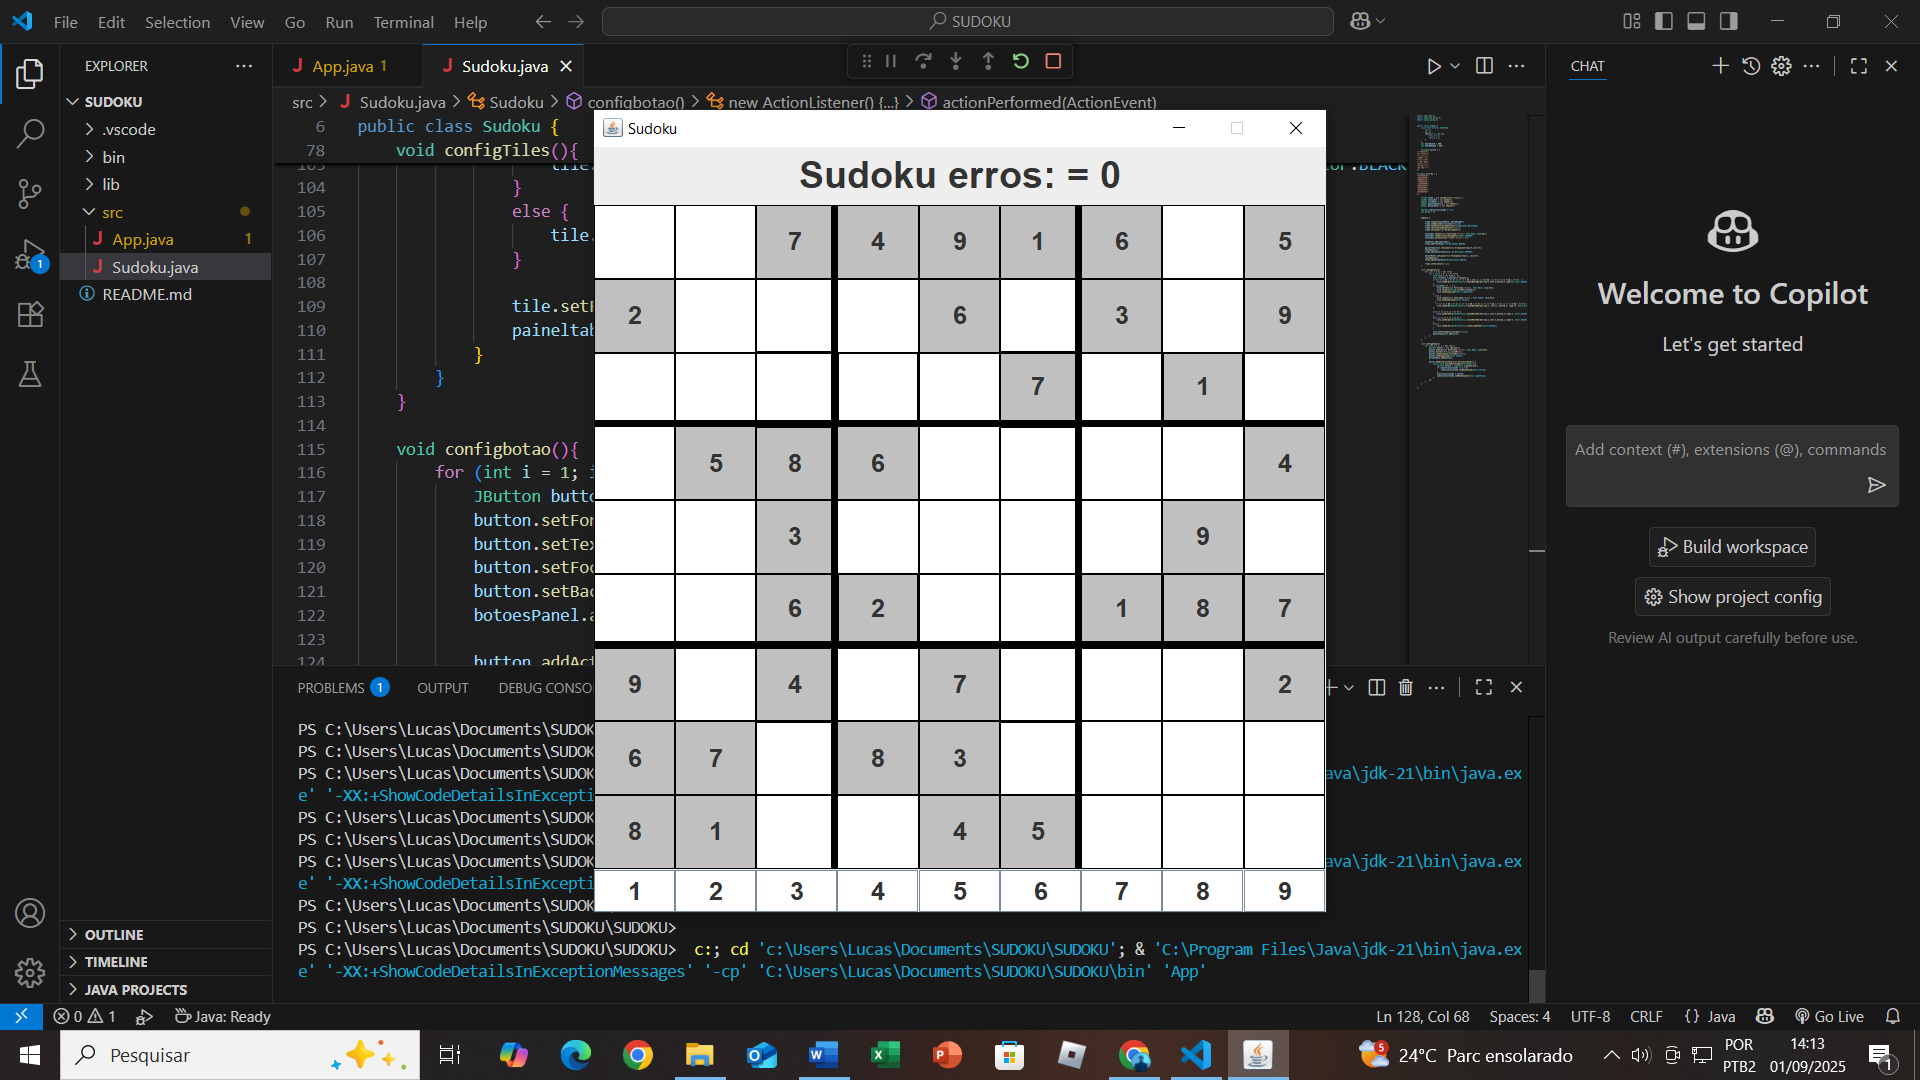 File Edit Selection View Go Run Terminal Help
SUDOKU
EXPLORER
SUDOKU
.vscode
bin
lib
src
App.java 1
Sudoku.java
README.md
OUTLINE
TIMELINE
JAVA PROJECTS
App.java 1
Sudoku.java
src > Sudoku.java > Sudoku > configbotao() > new ActionListener() {...} > actionPerformed(ActionEvent)
6 public class Sudoku {
78 void configTiles(){
103 tile. OF.BLACK
104 }
105 else {
106 tile.
107 }
108
109 tile.setF
110 paineltab
111 }
112 }
113 }
114
115 void configbotao(){
116 for (int i = 1; i
117 JButton butto
118 button.setFon
119 button.setTex
120 button.setFoc
121 button.setBac
122 botoesPanel.a
123
124 button.addAct
Sudoku
Sudoku erros: = 0
7 4 9 1 6 5
2 6 3 9
7 1
5 8 6 4
3 9
6 2 1 8 7
9 4 7 2
6 7 8 3
8 1 4 5
1 2 3 4 5 6 7 8 9
PROBLEMS 1 OUTPUT DEBUG CONSO
PS C:\Users\Lucas\Documents\SUDOK
PS C:\Users\Lucas\Documents\SUDOK
PS C:\Users\Lucas\Documents\SUDOK ava\jdk-21\bin\java.ex
e' '-XX:+ShowCodeDetailsInExcepti
PS C:\Users\Lucas\Documents\SUDOK
PS C:\Users\Lucas\Documents\SUDOK
PS C:\Users\Lucas\Documents\SUDOK ava\jdk-21\bin\java.ex
e' '-XX:+ShowCodeDetailsInExcepti
PS C:\Users\Lucas\Documents\SUDOK
PS C:\Users\Lucas\Documents\SUDOKU\SUDOKU>
PS C:\Users\Lucas\Documents\SUDOKU\SUDOKU> c:; cd 'c:\Users\Lucas\Documents\SUDOKU\SUDOKU'; & 'C:\Program Files\Java\jdk-21\bin\java.ex
e' '-XX:+ShowCodeDetailsInExceptionMessages' '-cp' 'C:\Users\Lucas\Documents\SUDOKU\SUDOKU\bin' 'App'
CHAT
Welcome to Copilot
Let's get started
Add context (#), extensions (@), commands
Build workspace
Show project config
Review AI output carefully before use.
0 1 Java: Ready
Ln 128, Col 68 Spaces: 4 UTF-8 CRLF {} Java Go Live
Pesquisar
5 24°C Parc ensolarado
POR
PTB2
14:13
01/09/2025
1